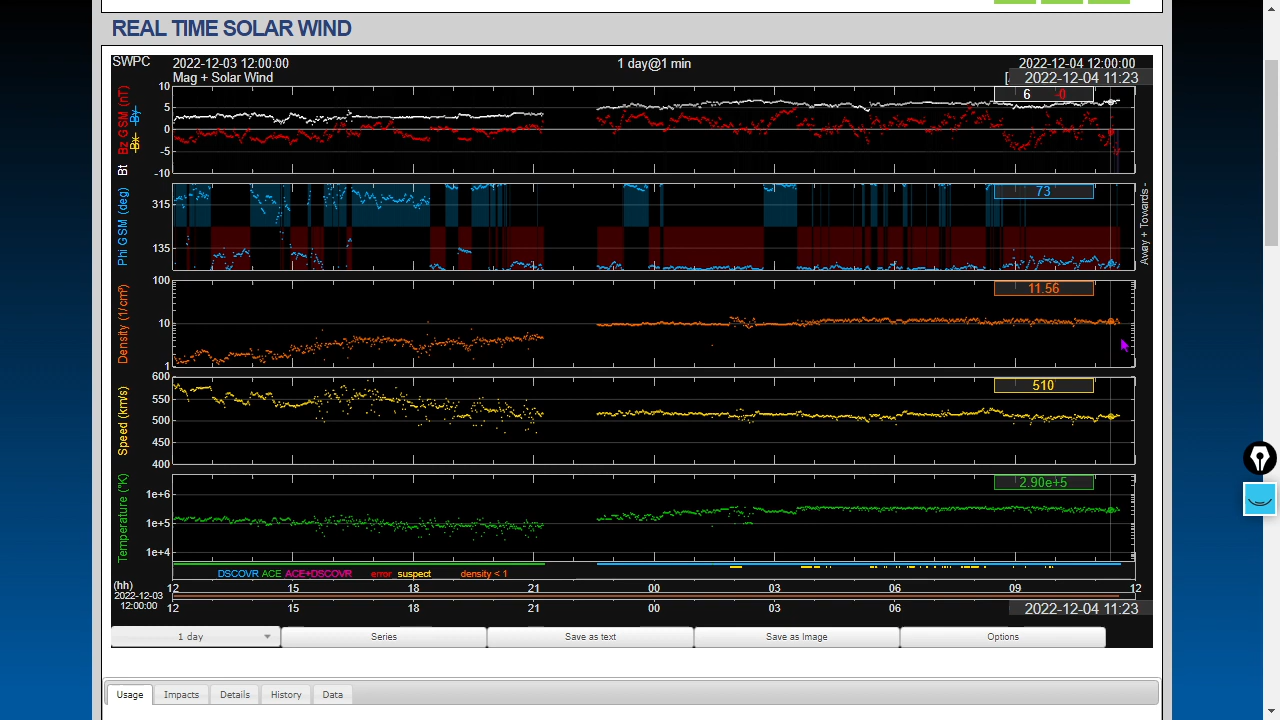 REAL TIME SOLAR WIND
SWPC
2022-12-03 12:00:00
1 day@1 min
2022-12-04 12:00:00
Mag + Solar Wind
2022-12-04 11:23
Bt Bz GSM (nT)
Bx By
10
5
0
-5
-10
6 -0
Phi GSM (deg)
315
135
73
Away + Towards -
Density (1/cm³)
100
10
1
11.56
Speed (km/s)
600
550
500
450
400
510
Temperature (°K)
1e+6
1e+5
1e+4
2.90e+5
DSCOVR ACE ACE+DSCOVR error suspect density < 1
(hh)
12 15 18 21 00 03 06 09 12
2022-12-03
12:00:00
12 15 18 21 00 03 06
2022-12-04 11:23
1 day Series Save as text Save as Image Options
Usage Impacts Details History Data